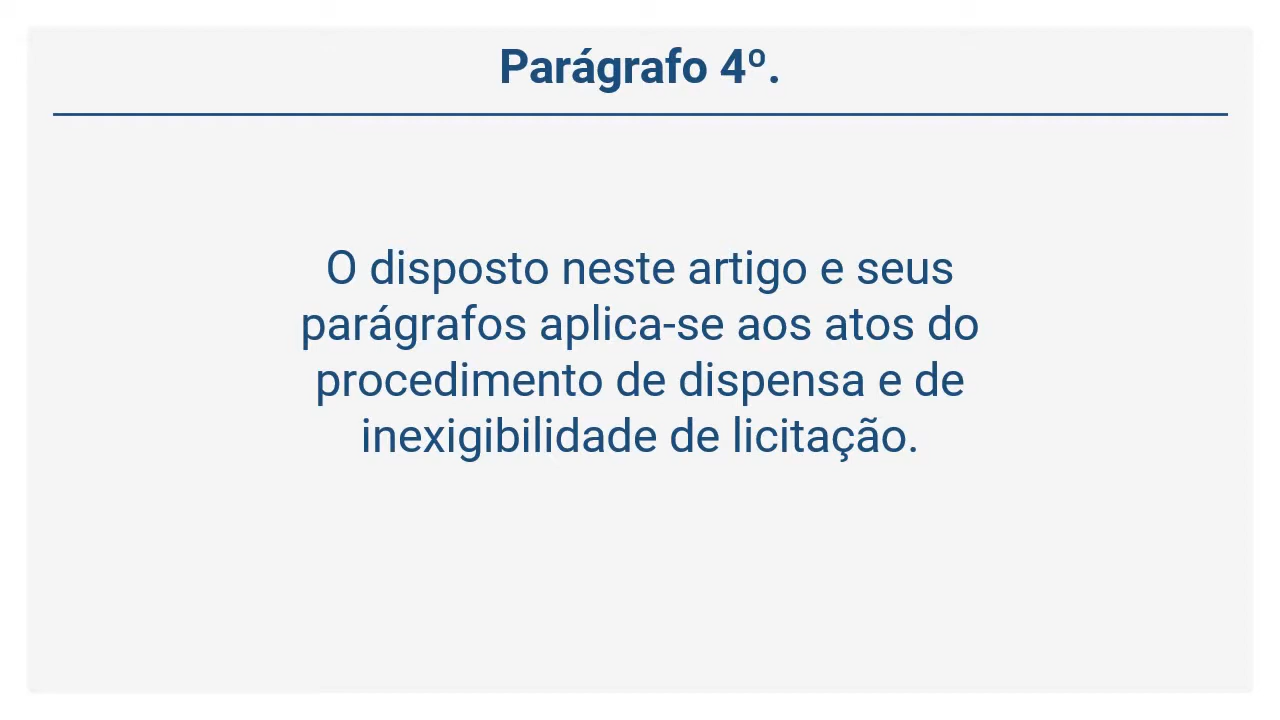 Parágrafo 4º.
O disposto neste artigo e seus
parágrafos aplica-se aos atos do
procedimento de dispensa e de
inexigibilidade de licitação.